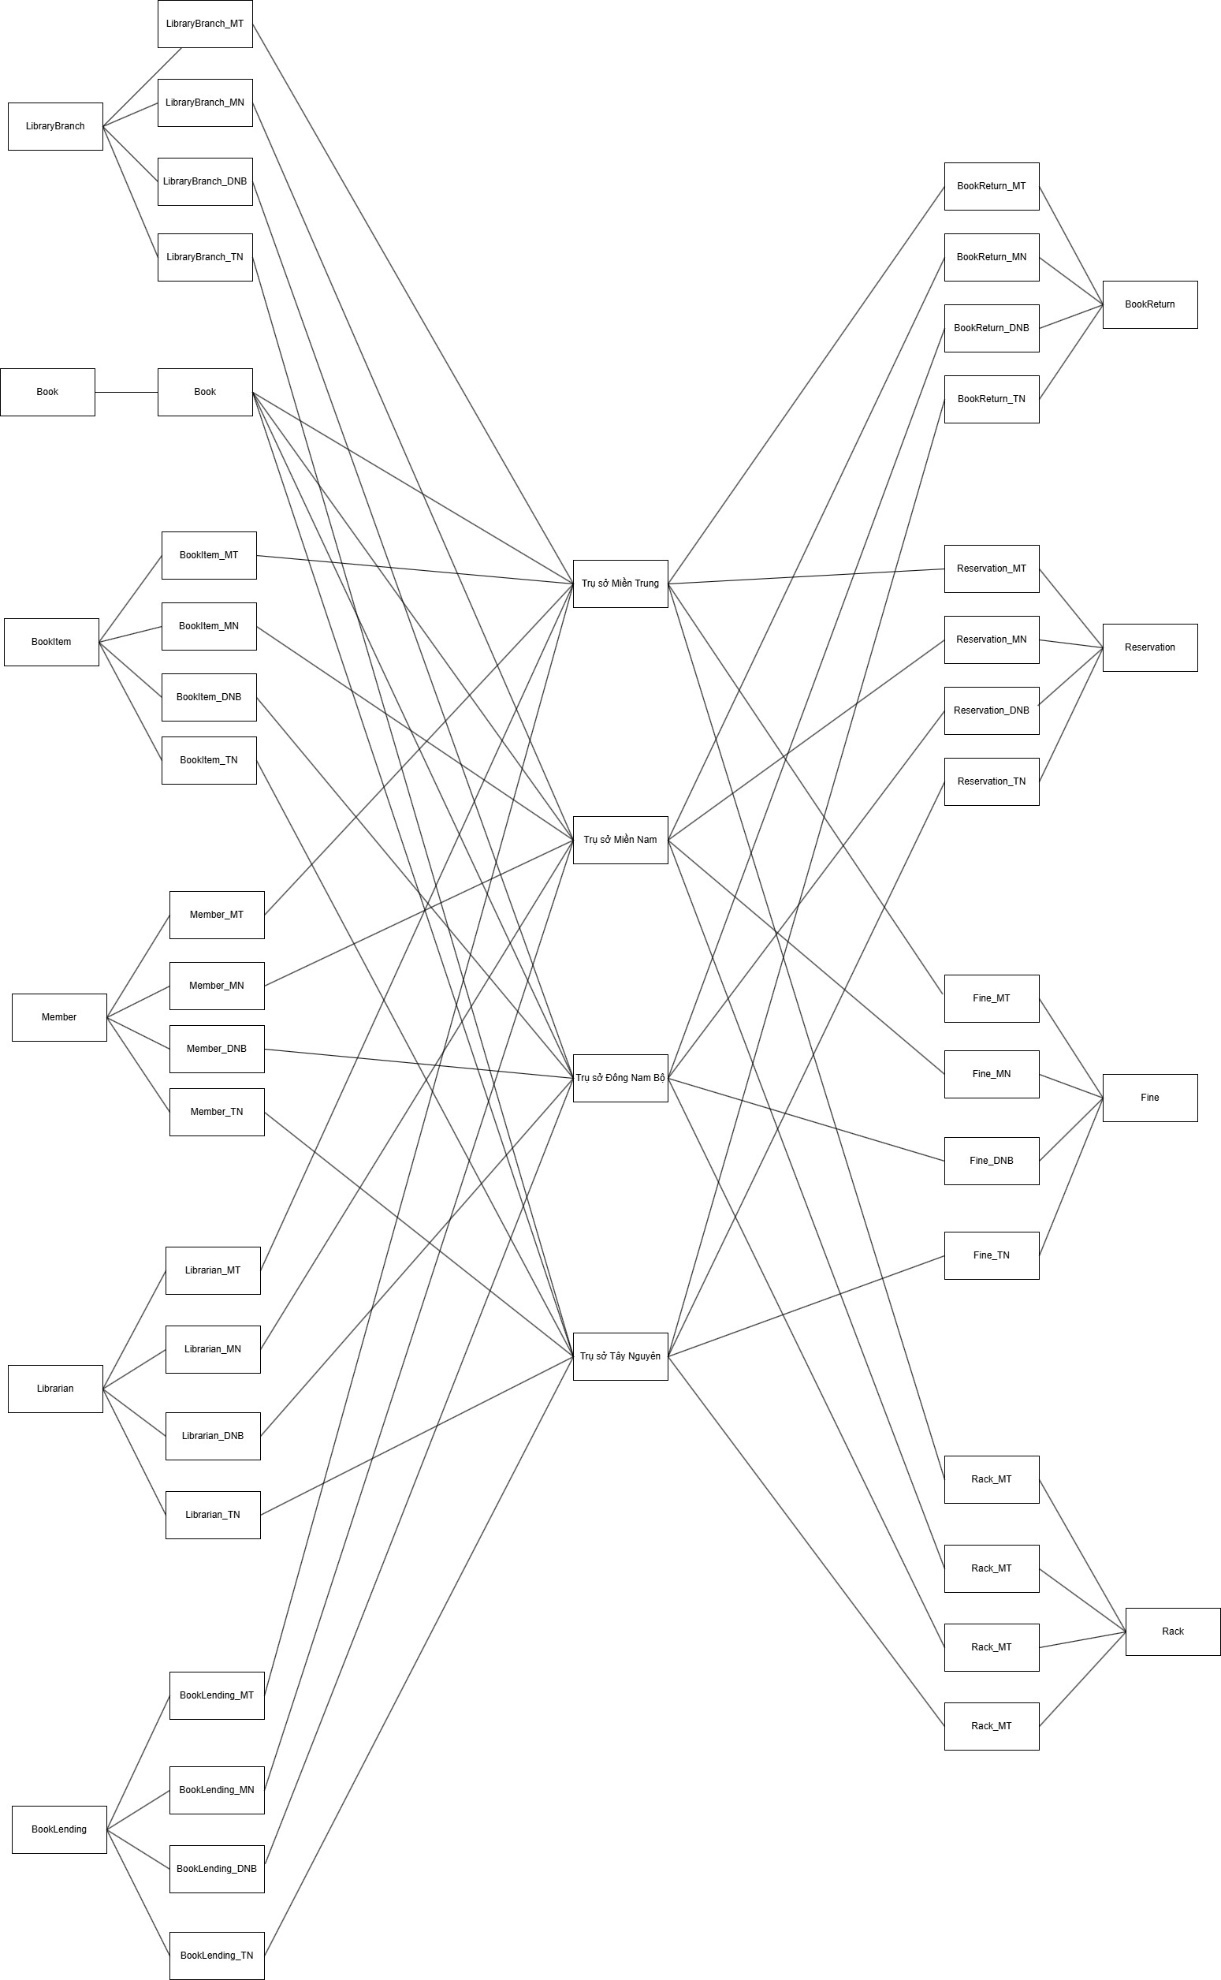 LibraryBranch_MT
LibraryBranch_MN
LibraryBranch
LibraryBranch_DNB
LibraryBranch_TN
Book
Book
BookItem_MT
BookItem_MN
BookItem
BookItem_DNB
BookItem_TN
Member_MT
Member_MN
Member
Member_DNB
Member_TN
Librarian_MT
Librarian_MN
Librarian
Librarian_DNB
Librarian_TN
BookLending_MT
BookLending_MN
BookLending
BookLending_DNB
BookLending_TN
Trụ sở Miền Trung
Trụ sở Miền Nam
Trụ sở Đông Nam Bộ
Trụ sở Tây Nguyên
BookReturn_MT
BookReturn_MN
BookReturn
BookReturn_DNB
BookReturn_TN
Reservation_MT
Reservation_MN
Reservation
Reservation_DNB
Reservation_TN
Fine_MT
Fine_MN
Fine
Fine_DNB
Fine_TN
Rack_MT
Rack_MT
Rack
Rack_MT
Rack_MT